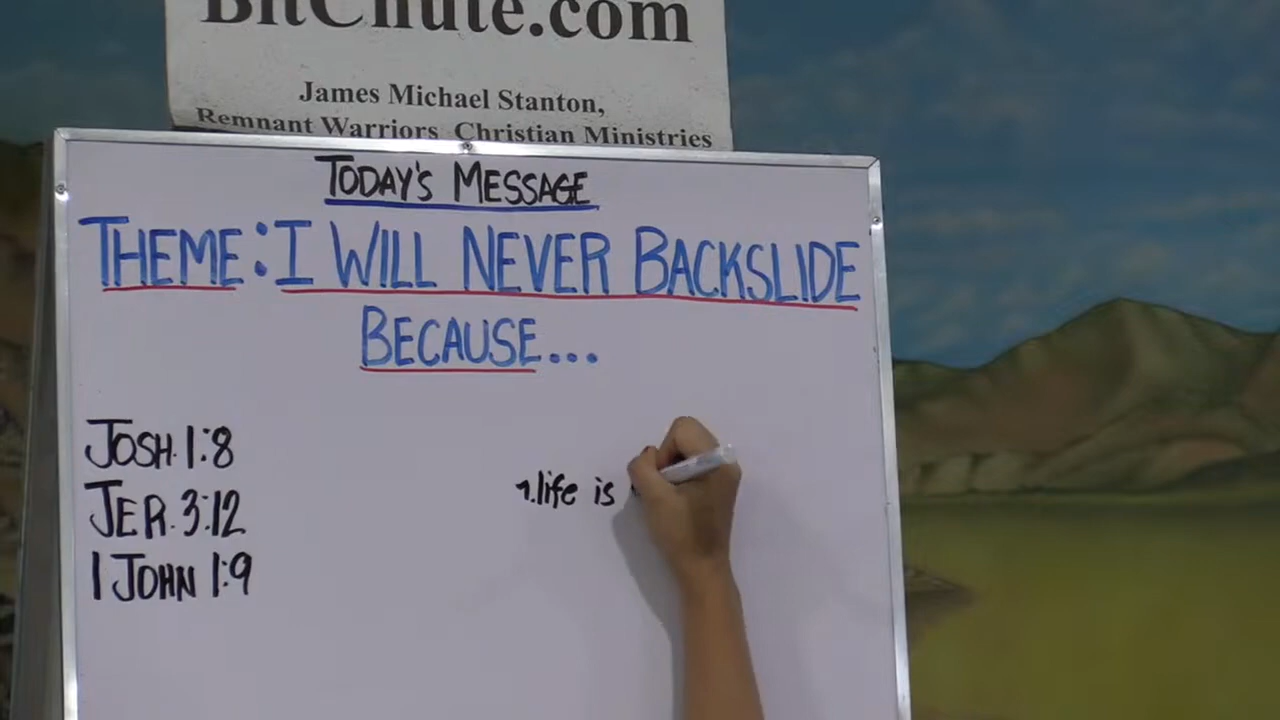 BitChute.com
James Michael Stanton,
Remnant Warriors Christian Ministries
TODAY'S MESSAGE
THEME: I WILL NEVER BACKSLIDE
BECAUSE...
JOSH. 1:8
JER. 3:12
1 JOHN 1:9
1.life is